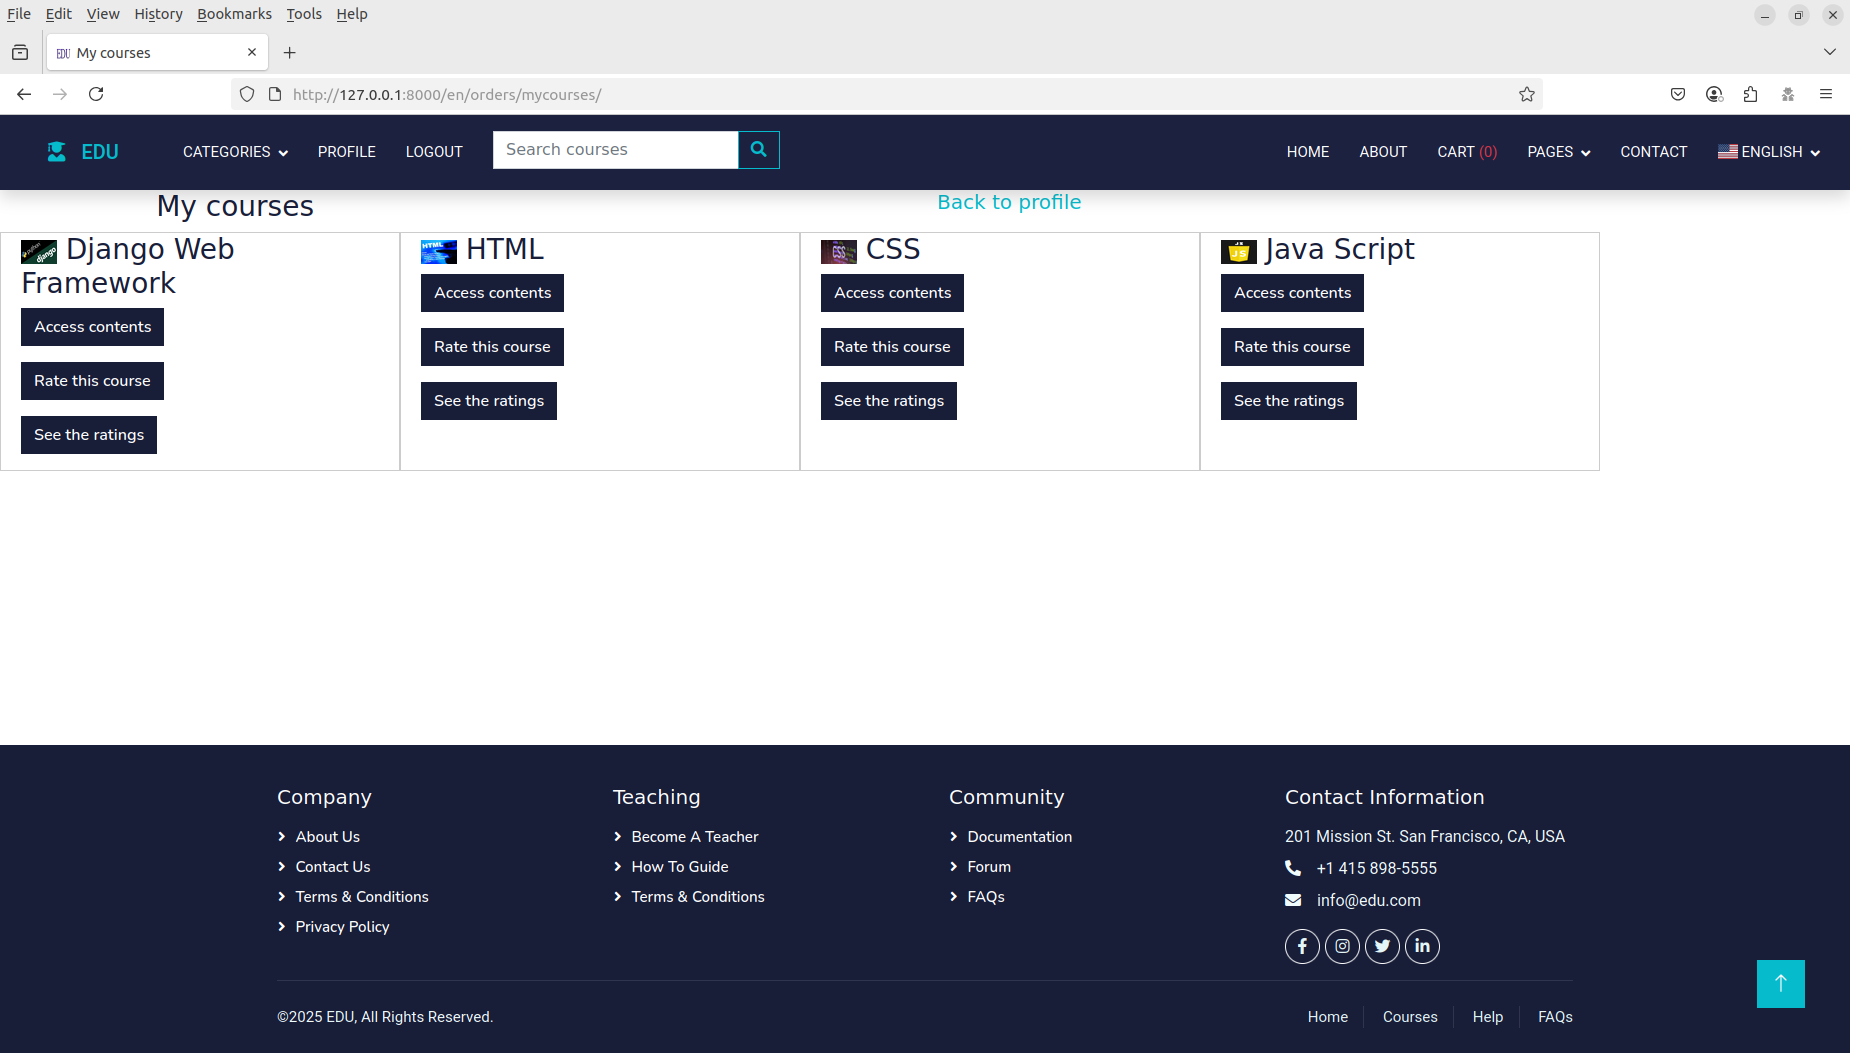 File Edit View History Bookmarks Tools Help
EDU My courses
http://127.0.0.1:8000/en/orders/mycourses/
EDU CATEGORIES PROFILE LOGOUT Search courses HOME ABOUT CART (0) PAGES CONTACT ENGLISH
My courses Back to profile
Django Web Framework
Access contents
Rate this course
See the ratings
HTML HTML
Access contents
Rate this course
See the ratings
CSS CSS
Access contents
Rate this course
See the ratings
JS Java Script
Access contents
Rate this course
See the ratings
Company
About Us
Contact Us
Terms & Conditions
Privacy Policy
Teaching
Become A Teacher
How To Guide
Terms & Conditions
Community
Documentation
Forum
FAQs
Contact Information
201 Mission St. San Francisco, CA, USA
+1 415 898-5555
info@edu.com
©2025 EDU, All Rights Reserved.
Home Courses Help FAQs